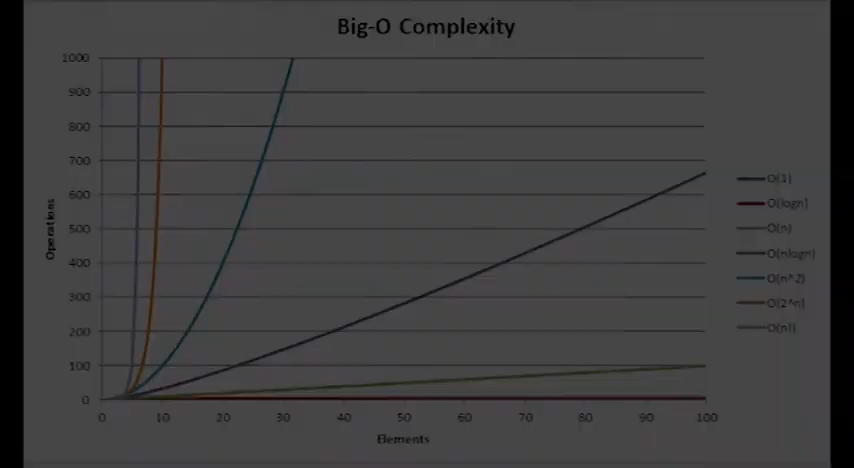 Big-O Complexity
1000
900
800
700
600
500
400
300
200
100
0
Operations
0 10 20 30 40 50 60 70 80 90 100
Elements
O(1)
O(logn)
O(n)
O(nlogn)
O(n^2)
O(2^n)
O(n!)